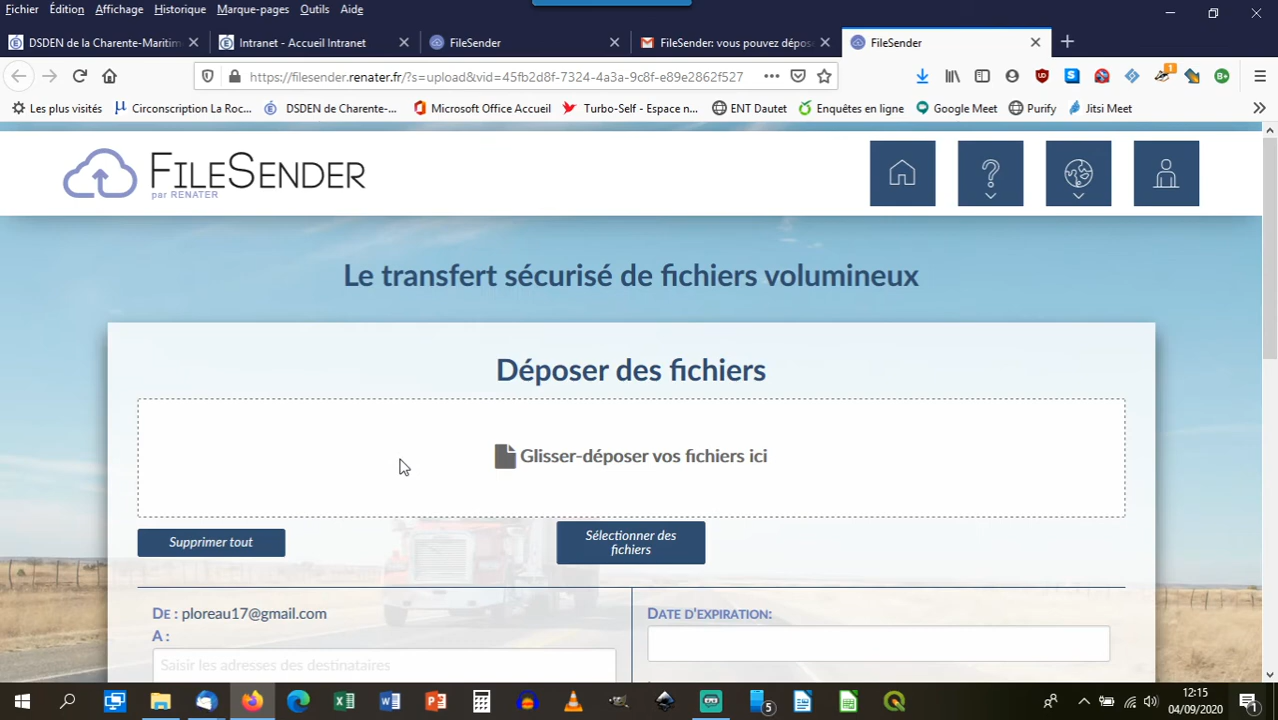 Fichier Édition Affichage Historique Marque-pages Outils Aide
DSDEN de la Charente-Maritim
Intranet - Accueil Intranet
FileSender
FileSender: vous pouvez dépos
FileSender
https://filesender.renater.fr/?s=upload&vid=45fb2d8f-7324-4a3a-9c8f-e89e2862f527
1
Les plus visités Circonscription La Roc... DSDEN de Charente-... Microsoft Office Accueil Turbo-Self - Espace n... ENT Dautet Enquêtes en ligne Google Meet Purify Jitsi Meet
FILESENDER
par RENATER
Le transfert sécurisé de fichiers volumineux
Déposer des fichiers
Glisser-déposer vos fichiers ici
Supprimer tout
Sélectionner des
fichiers
DE : ploreau17@gmail.com
A :
Saisir les adresses des destinataires
DATE D'EXPIRATION:
5
12:15
04/09/2020
1